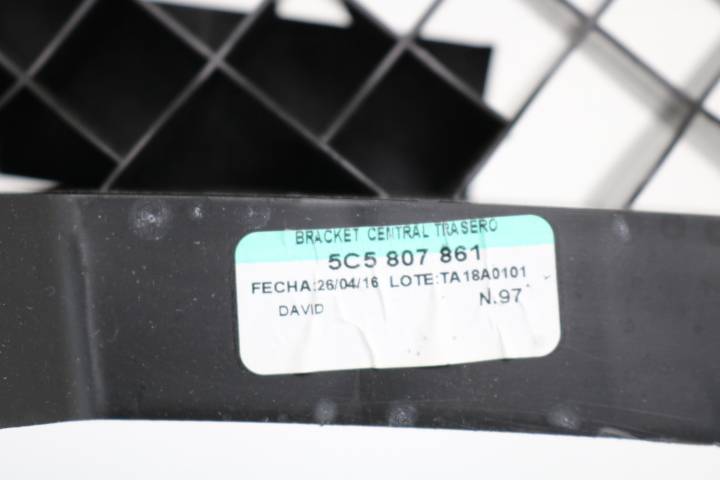 BRACKET CENTRAL TRASERO
5C5 807 861
FECHA:26/04/16 LOTE:TA18A0101
DAVID N.97